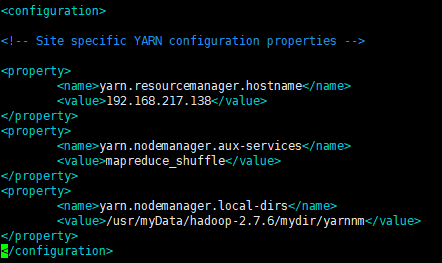 <configuration>
<!-- Site specific YARN configuration properties -->
<property>
<name>yarn.resourcemanager.hostname</name>
<value>192.168.217.138</value>
</property>
<property>
<name>yarn.nodemanager.aux-services</name>
<value>mapreduce_shuffle</value>
</property>
<property>
<name>yarn.nodemanager.local-dirs</name>
<value>/usr/myData/hadoop-2.7.6/mydir/yarnnm</value>
</property>
</configuration>